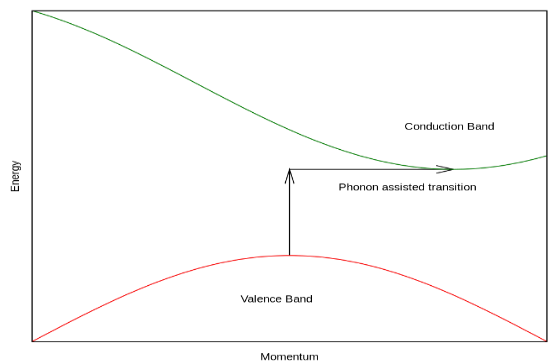 Conduction Band
Phonon assisted transition
Energy
Valence Band
Momentum